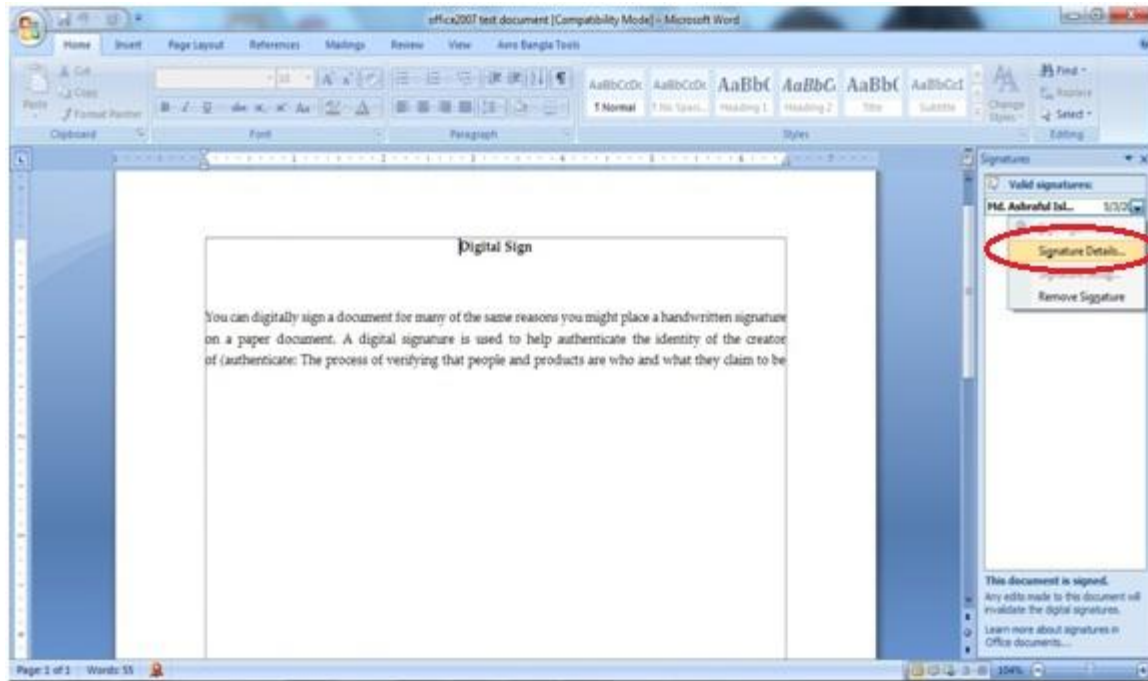 office2007 test document [Compatibility Mode] - Microsoft Word
Home Insert Page Layout References Mailings Review View Avro Bangla Tools
Cut
Copy
Paste
Format Painter
Clipboard
Font
Paragraph
AaBbCcDc AaBbCcDc AaBbC AaBbC AaBbC AaBbCcI
¶ Normal ¶ No Spaci... Heading 1 Heading 2 Title Subtitle
Change Styles
Styles
Find
Replace
Select
Editing
Digital Sign
You can digitally sign a document for many of the same reasons you might place a handwritten signature
on a paper document. A digital signature is used to help authenticate the identity of the creator
of (authenticate: The process of verifying that people and products are who and what they claim to be
Signatures
Valid signatures:
Md. Ashraful Isl...
Signature Details...
Remove Signature
This document is signed.
Any edits made to this document will
invalidate the digital signatures.
Learn more about signatures in
Office documents...
Page: 1 of 1 Words: 55
104%